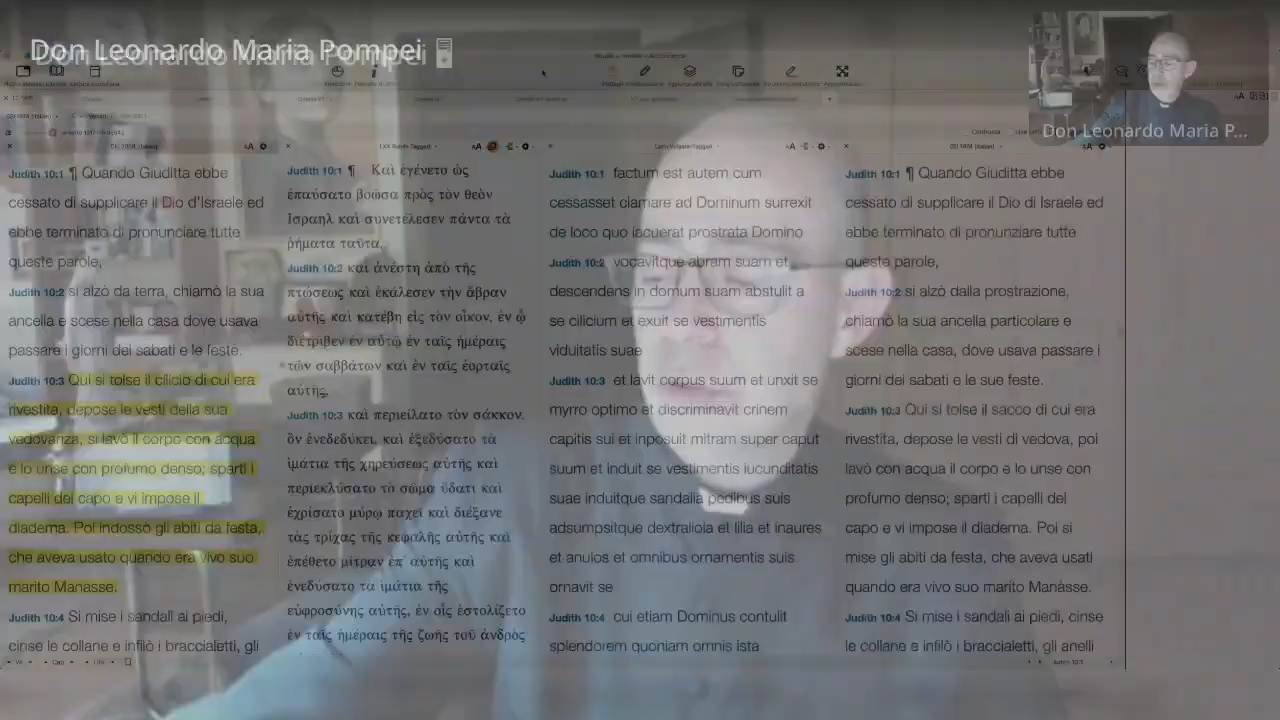 Don Leonardo Maria Pompei
Don Leonardo Maria P...
Judith 10:1 ¶ Quando Giuditta ebbe
cessato di supplicare il Dio d'Israele ed
ebbe terminato di pronunciare tutte
queste parole,
Judith 10:2 si alzò da terra, chiamò la sua
ancella e scese nella casa dove usava
passare i giorni dei sabati e le feste.
Judith 10:3 Qui si tolse il cilicio di cui era
rivestita, depose le vesti della sua
vedovanza, si lavò il corpo con acqua
e lo unse con profumo denso; spartì i
capelli del capo e vi impose il
diadema. Poi indossò gli abiti da festa,
che aveva usato quando era vivo suo
marito Manasse.
Judith 10:4 Si mise i sandali ai piedi,
cinse le collane e infilò i braccialetti, gli
Judith 10:1 ¶ Καὶ ἐγένετο ὡς
ἐπαύσατο βοῶσα πρὸς τὸν θεὸν
Ισραηλ καὶ συνετέλεσεν πάντα τὰ
ῥήματα ταῦτα,
Judith 10:2 καὶ ἀνέστη ἀπὸ τῆς
πτώσεως καὶ ἐκάλεσεν τὴν ἅβραν
αὐτῆς καὶ κατέβη εἰς τὸν οἶκον, ἐν ᾧ
διέτριβεν ἐν αὐτῷ ἐν ταῖς ἡμέραις
τῶν σαββάτων καὶ ἐν ταῖς ἑορταῖς
αὐτῆς,
Judith 10:3 καὶ περιείλατο τὸν σάκκον,
ὃν ἐνεδεδύκει, καὶ ἐξεδύσατο τὰ
ἱμάτια τῆς χηρεύσεως αὐτῆς καὶ
περιεκλύσατο τὸ σῶμα ὕδατι καὶ
ἐχρίσατο μύρῳ παχεῖ καὶ διέξανε
τὰς τρίχας τῆς κεφαλῆς αὐτῆς καὶ
ἐπέθετο μίτραν ἐπ᾽ αὐτῆς καὶ
ἐνεδύσατο τὰ ἱμάτια τῆς
εὐφροσύνης αὐτῆς, ἐν οἷς ἐστολίζετο
ἐν ταῖς ἡμέραις τῆς ζωῆς τοῦ ἀνδρὸς
Judith 10:1 factum est autem cum
cessasset clamare ad Dominum surrexit
de loco quo iacuerat prostrata Domino
Judith 10:2 vocavitque abram suam et
descendens in domum suam abstulit a
se cilicium et exuit se vestimentis
viduitatis suae
Judith 10:3 et lavit corpus suum et unxit se
myrro optimo et discriminavit crinem
capitis sui et inposuit mitram super caput
suum et induit se vestimentis iucunditatis
suae induitque sandalia pedibus suis
adsumpsitque dextraliola et lilia et inaures
et anulos et omnibus ornamentis suis
ornavit se
Judith 10:4 cui etiam Dominus contulit
splendorem quoniam omnis ista
Judith 10:1 ¶ Quando Giuditta ebbe
cessato di supplicare il Dio di Israele ed
ebbe terminato di pronunziare tutte
queste parole,
Judith 10:2 si alzò dalla prostrazione,
chiamò la sua ancella particolare e
scese nella casa, dove usava passare i
giorni dei sabati e le sue feste.
Judith 10:3 Qui si tolse il sacco di cui era
rivestita, depose le vesti di vedova, poi
lavò con acqua il corpo e lo unse con
profumo denso; spartì i capelli del
capo e vi impose il diadema. Poi si
mise gli abiti da festa, che aveva usati
quando era vivo suo marito Manàsse.
Judith 10:4 Si mise i sandali ai piedi, cinse
le collane e infilò i braccialetti, gli anelli